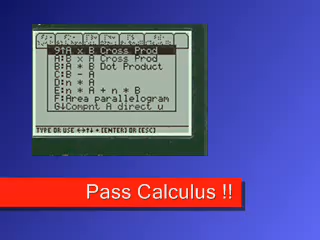 9↑A x B Cross Prod
A:B x A Cross Prod
B:A * B Dot Product
C:B - A
D:n * A
E:n * A + n * B
F:Area parallelogram
G↓Compnt A direct u
TYPE OR USE ←→↑↓ + [ENTER] OR [ESC]
Pass Calculus !!